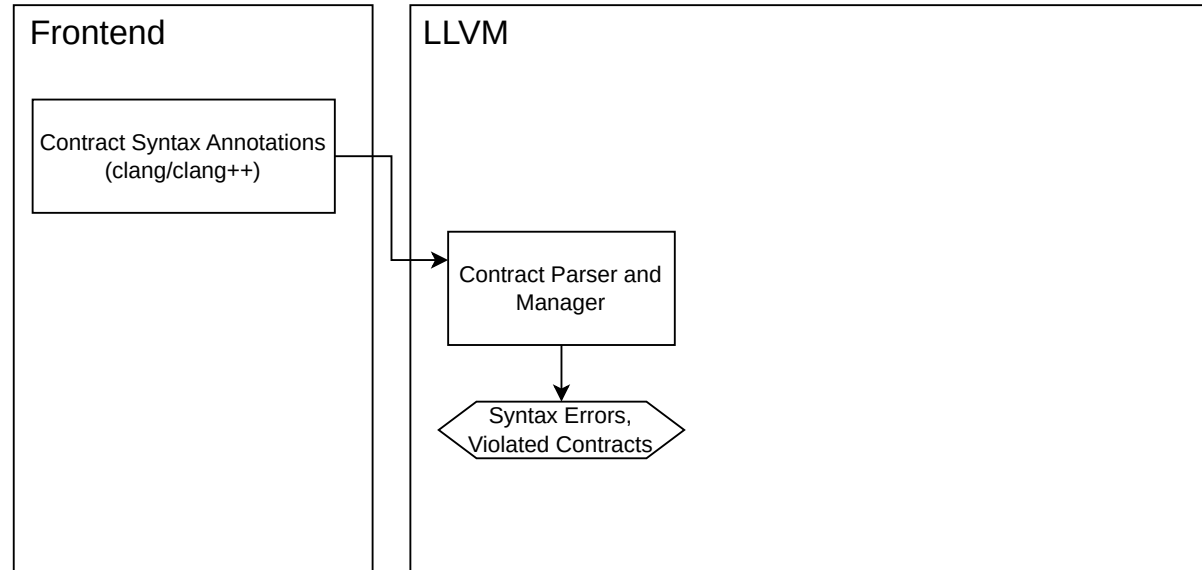 Frontend
LLVM
Contract Syntax Annotations
(clang/clang++)
Contract Parser and
Manager
Syntax Errors,
Violated Contracts